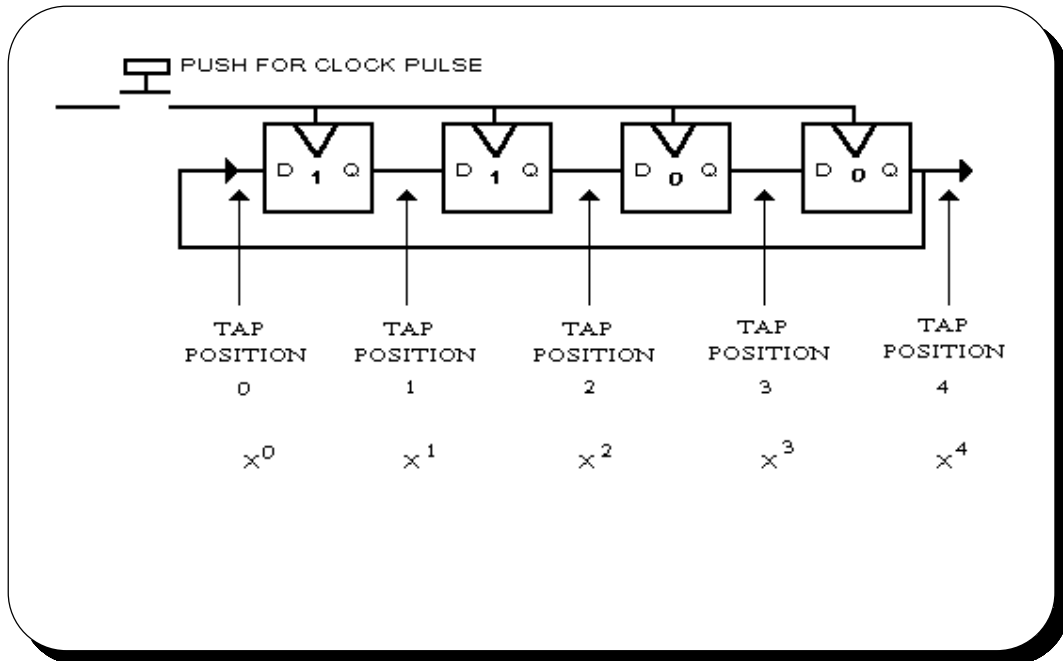 PUSH FOR CLOCK PULSE
D 1 Q D 1 Q D 0 Q D 0 Q
TAP TAP TAP TAP TAP
POSITION POSITION POSITION POSITION POSITION
0 1 2 3 4
X⁰ X¹ X² X³ X⁴